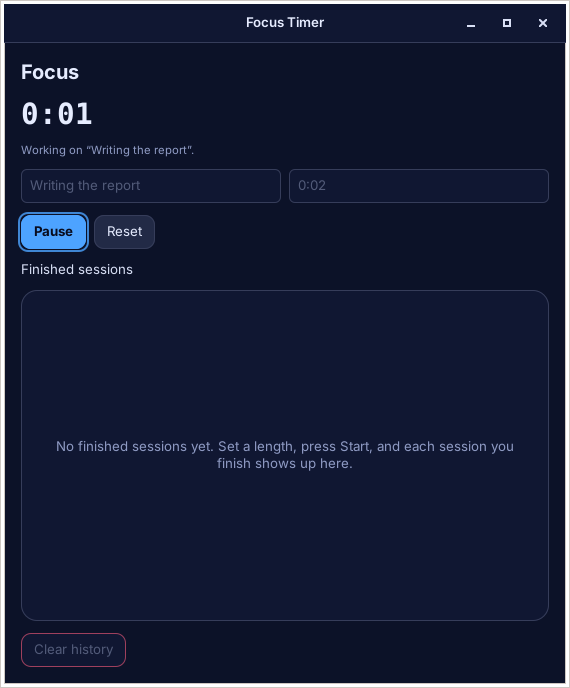 Focus Timer
Focus
0:01
Working on “Writing the report”.
Writing the report
0:02
Pause
Reset
Finished sessions
No finished sessions yet. Set a length, press Start, and each session you
finish shows up here.
Clear history